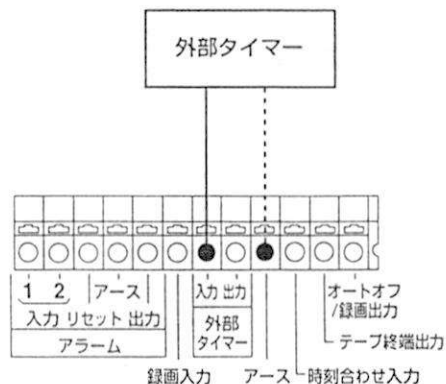 外部タイマー
1 2 アース 入力 出力 オートオフ
/録画出力
入力 リセット 出力 外部
タイマー テープ終端出力
アラーム
録画入力 アース 時刻合わせ入力